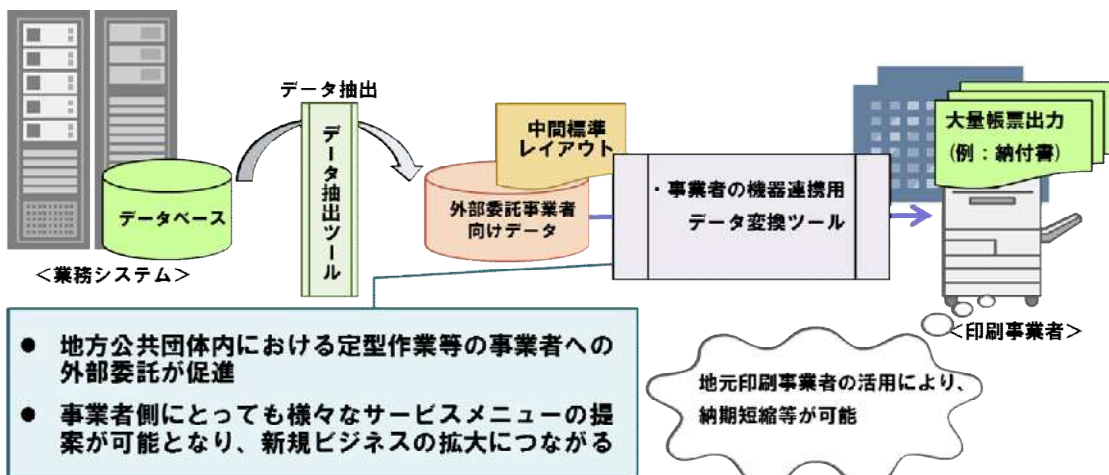 データ抽出
データ抽出ツール
データベース
＜業務システム＞
中間標準
レイアウト
外部委託事業者
向けデータ
・事業者の機器連携用
データ変換ツール
大量帳票出力
(例：納付書)
＜印刷事業者＞
● 地方公共団体内における定型作業等の事業者への
外部委託が促進
● 事業者側にとっても様々なサービスメニューの提
案が可能となり、新規ビジネスの拡大につながる
地元印刷事業者の活用により、
納期短縮等が可能